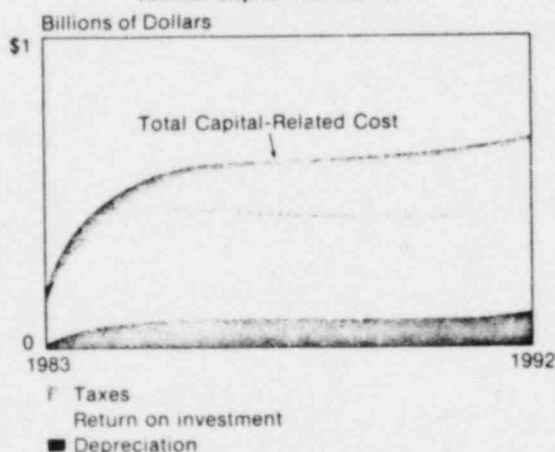 Billions of Dollars
$1
Total Capital-Related Cost
0
1983
1992
Taxes
Return on investment
Depreciation